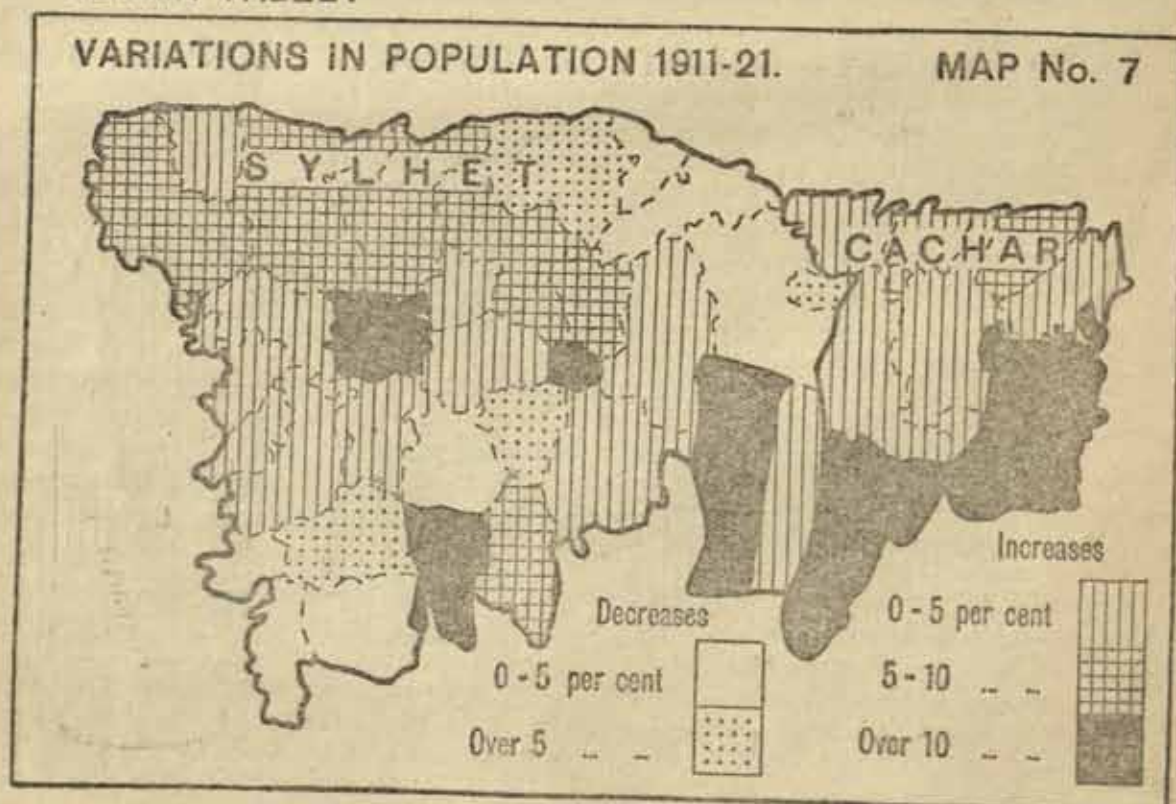 VARIATIONS IN POPULATION 1911-21.
MAP No. 7
SYLHET
CACHAR
Increases
0 - 5 per cent
5 - 10 „ „
Over 10 „ „
Decreases
0 - 5 per cent
Over 5 „ „